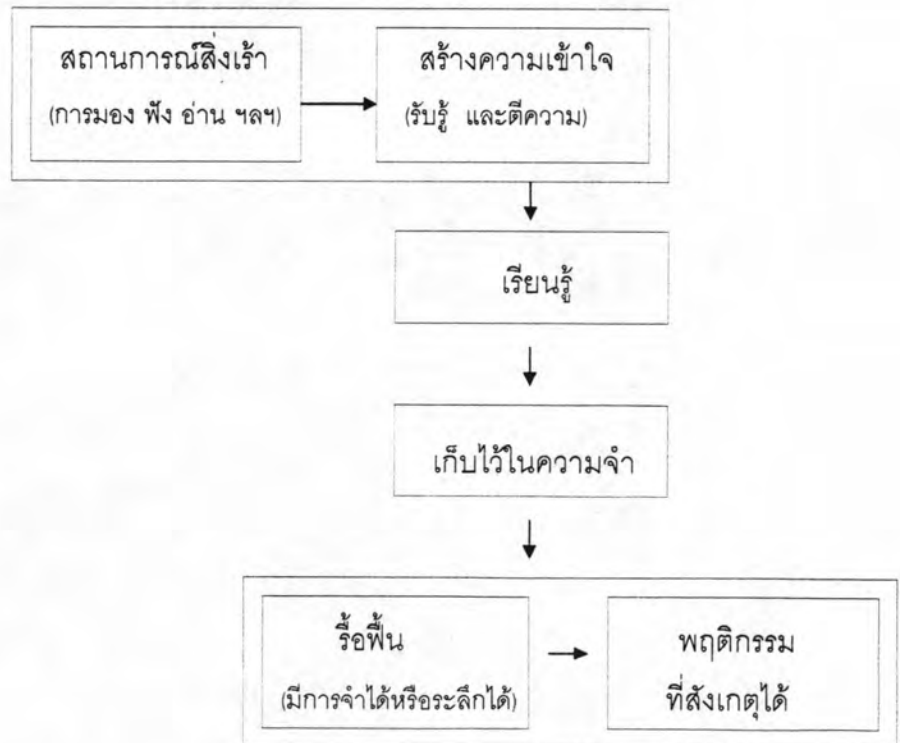 สถานการณ์สิ่งเร้า
(การมอง ฟัง อ่าน ฯลฯ)
สร้างความเข้าใจ
(รับรู้ และตีความ)
เรียนรู้
เก็บไว้ในความจำ
รื้อฟื้น
(มีการจำได้หรือระลึกได้)
พฤติกรรม
ที่สังเกตุได้